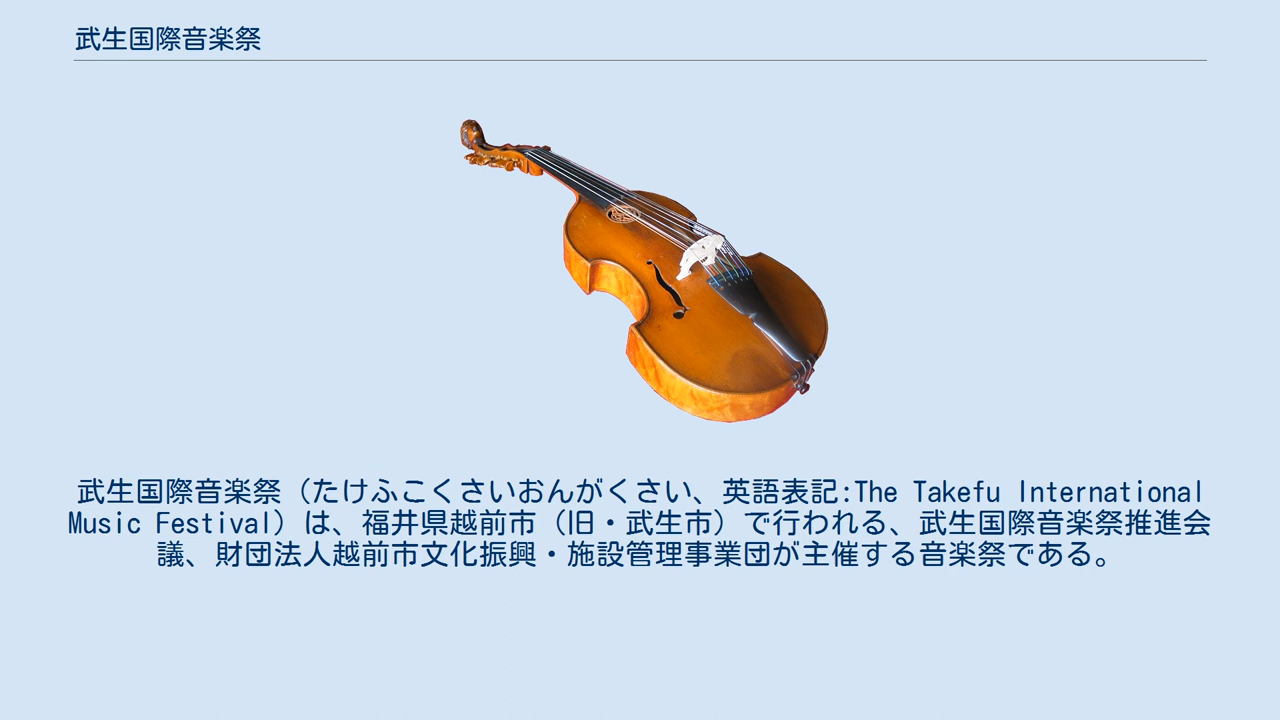 武生国際音楽祭
武生国際音楽祭（たけふこくさいおんがくさい、英語表記:The Takefu International
Music Festival）は、福井県越前市（旧・武生市）で行われる、武生国際音楽祭推進会
議、財団法人越前市文化振興・施設管理事業団が主催する音楽祭である。